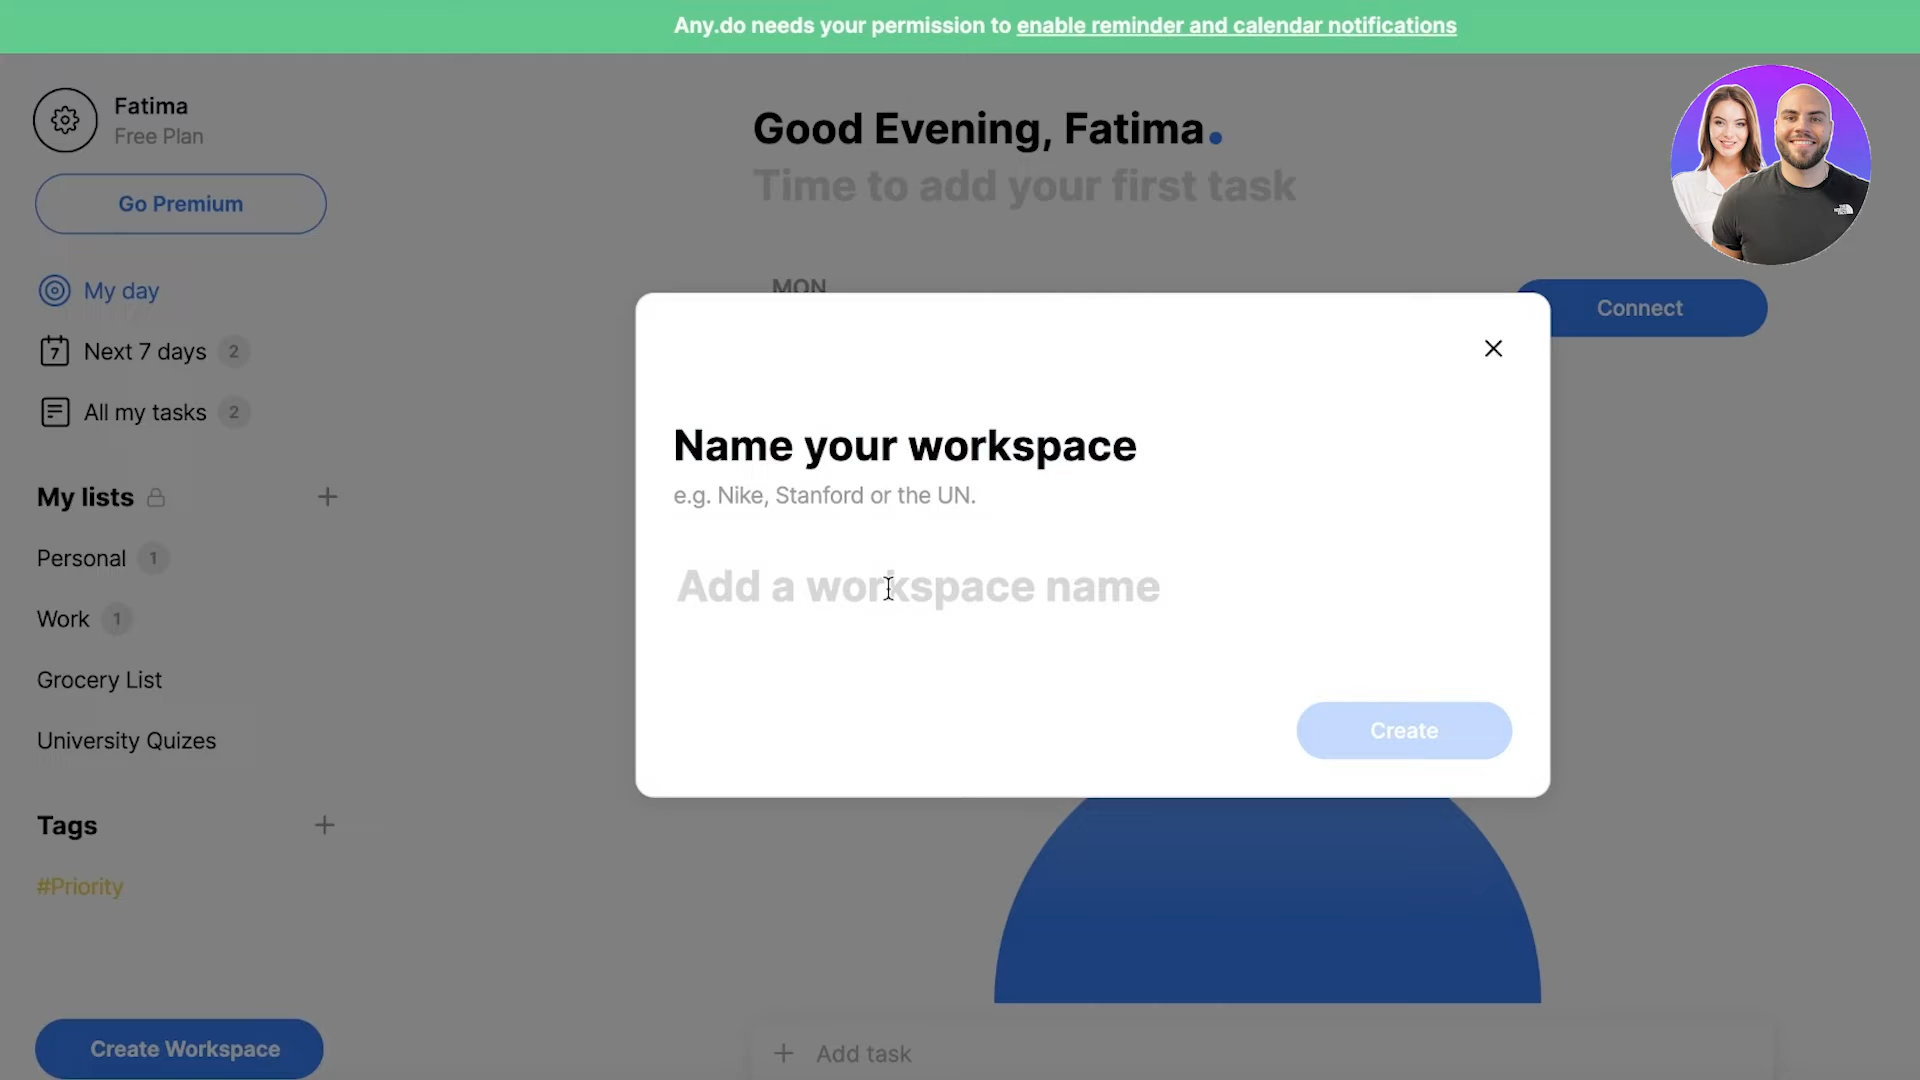 Any.do needs your permission to enable reminder and calendar notifications
Fatima
Free Plan
Go Premium
My day
7 Next 7 days 2
All my tasks 2
My lists
Personal 1
Work 1
Grocery List
University Quizes
Tags
#Priority
Create Workspace
Good Evening, Fatima.
Time to add your first task
MON
Connect
Name your workspace
e.g. Nike, Stanford or the UN.
Add a workspace name
Create
Add task